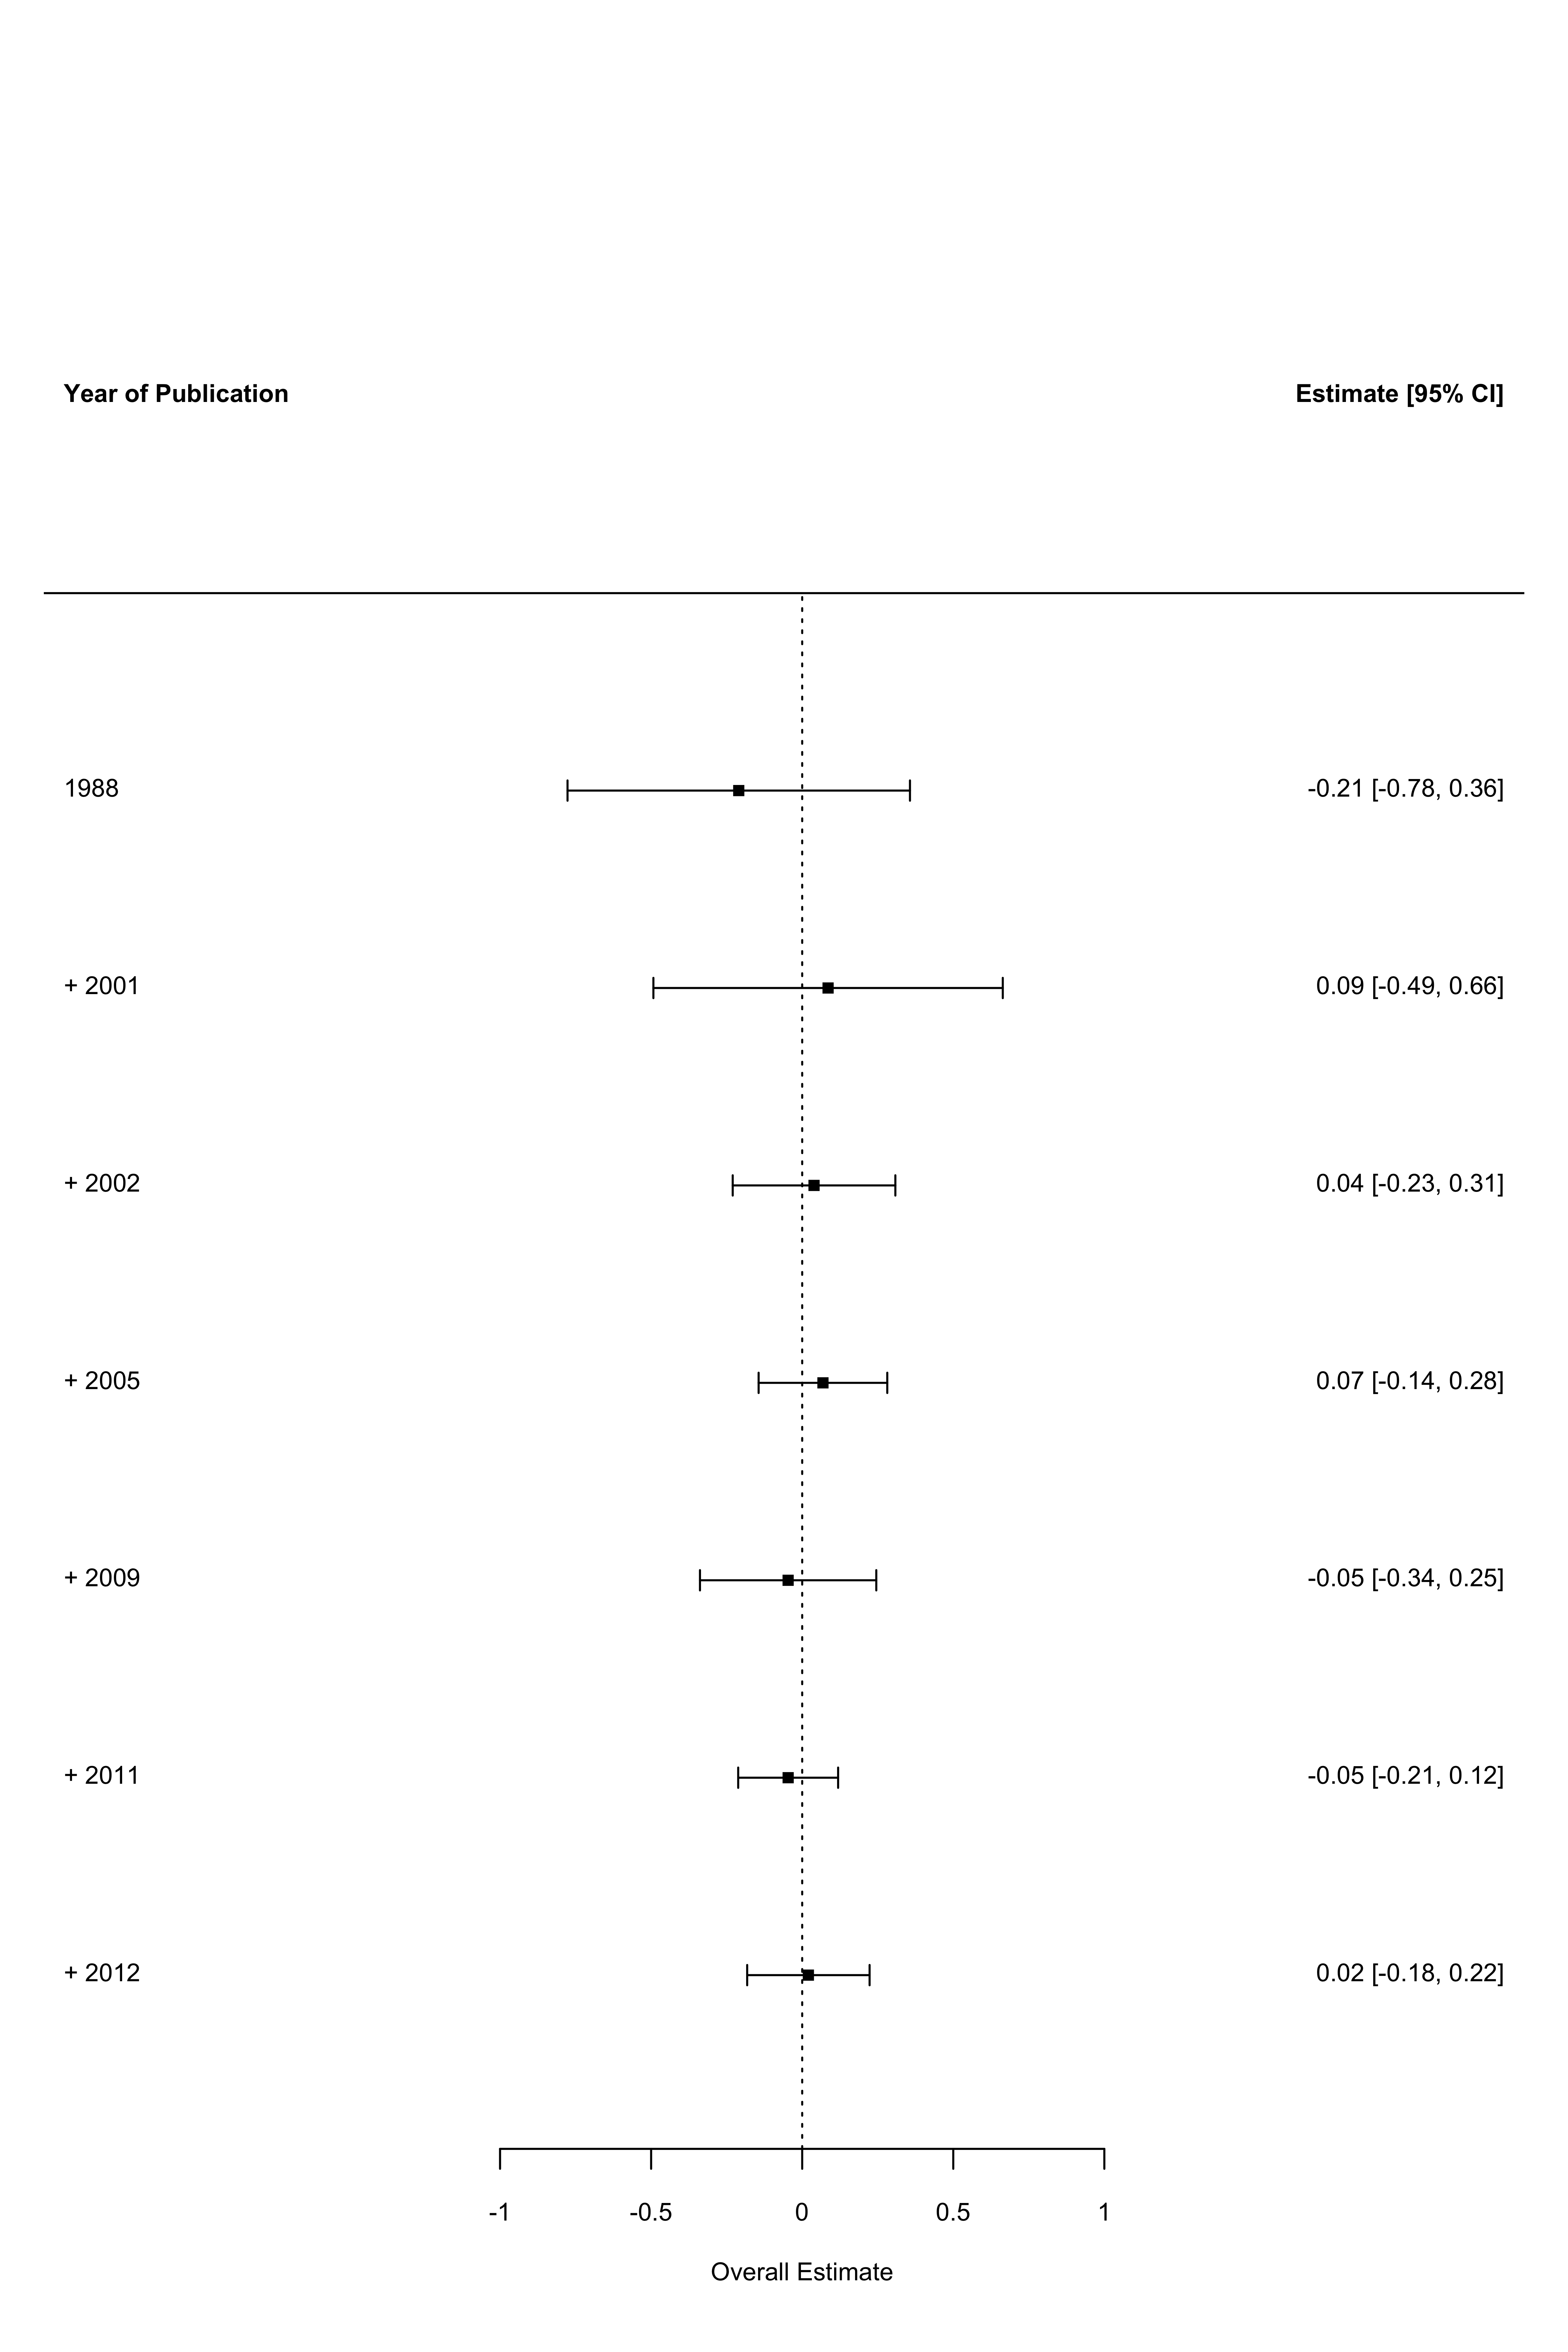 Year of Publication Estimate [95% CI]
1988 -0.21 [-0.78, 0.36]
+ 2001 0.09 [-0.49, 0.66]
+ 2002 0.04 [-0.23, 0.31]
+ 2005 0.07 [-0.14, 0.28]
+ 2009 -0.05 [-0.34, 0.25]
+ 2011 -0.05 [-0.21, 0.12]
+ 2012 0.02 [-0.18, 0.22]
-1 -0.5 0 0.5 1
Overall Estimate